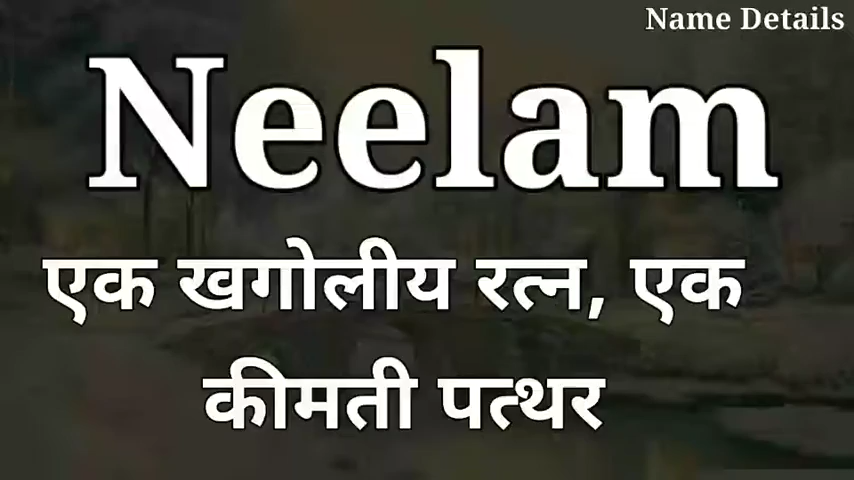 Name Details
Neelam
एक खगोलीय रत्न, एक
कीमती पत्थर